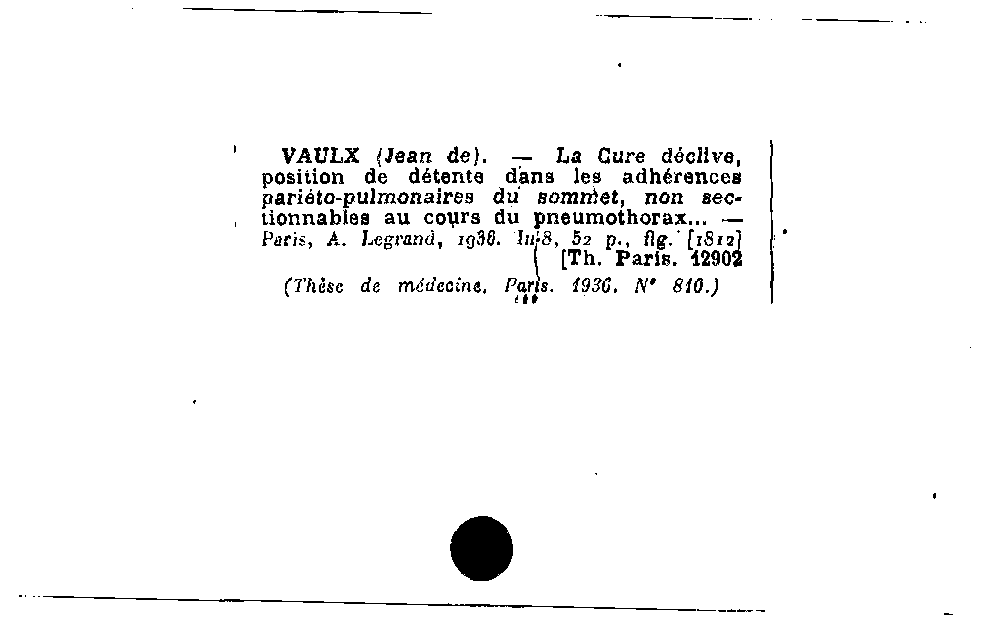 VAULX (Jean de). — La Cure déclive,
position de détente dans les adhérences
pariéto-pulmonaires du sommet, non sec-
tionnables au cours du pneumothorax... —
Paris, A. Legrand, 1936. In-8, 52 p., fig. [1812]
[Th. Paris. 12902
(Thèse de médecine. Paris. 1936. N° 810.)